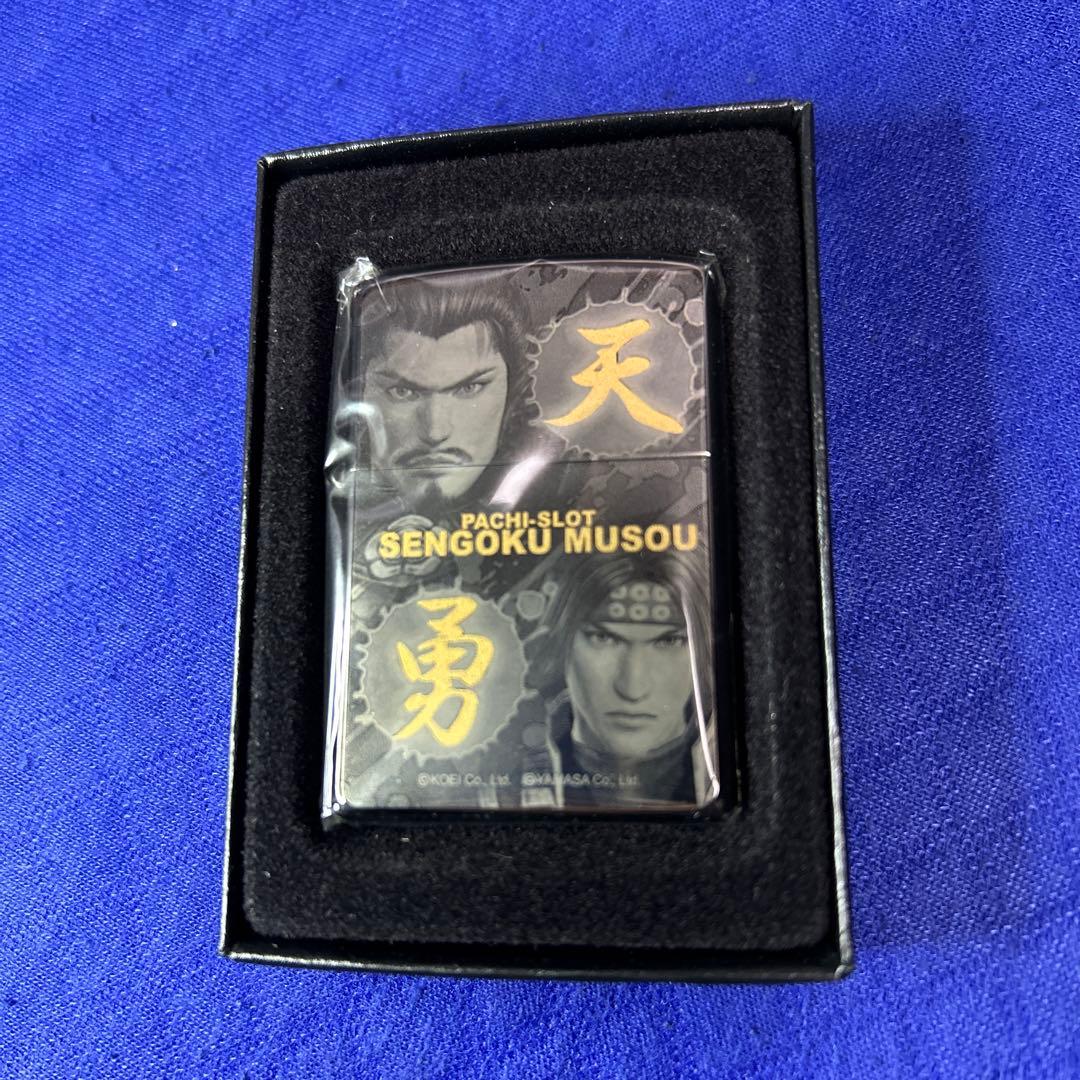 天
PACHI-SLOT
SENGOKU MUSOU
勇
©KOEI Co., Ltd. ©YAMASA Co., Ltd.